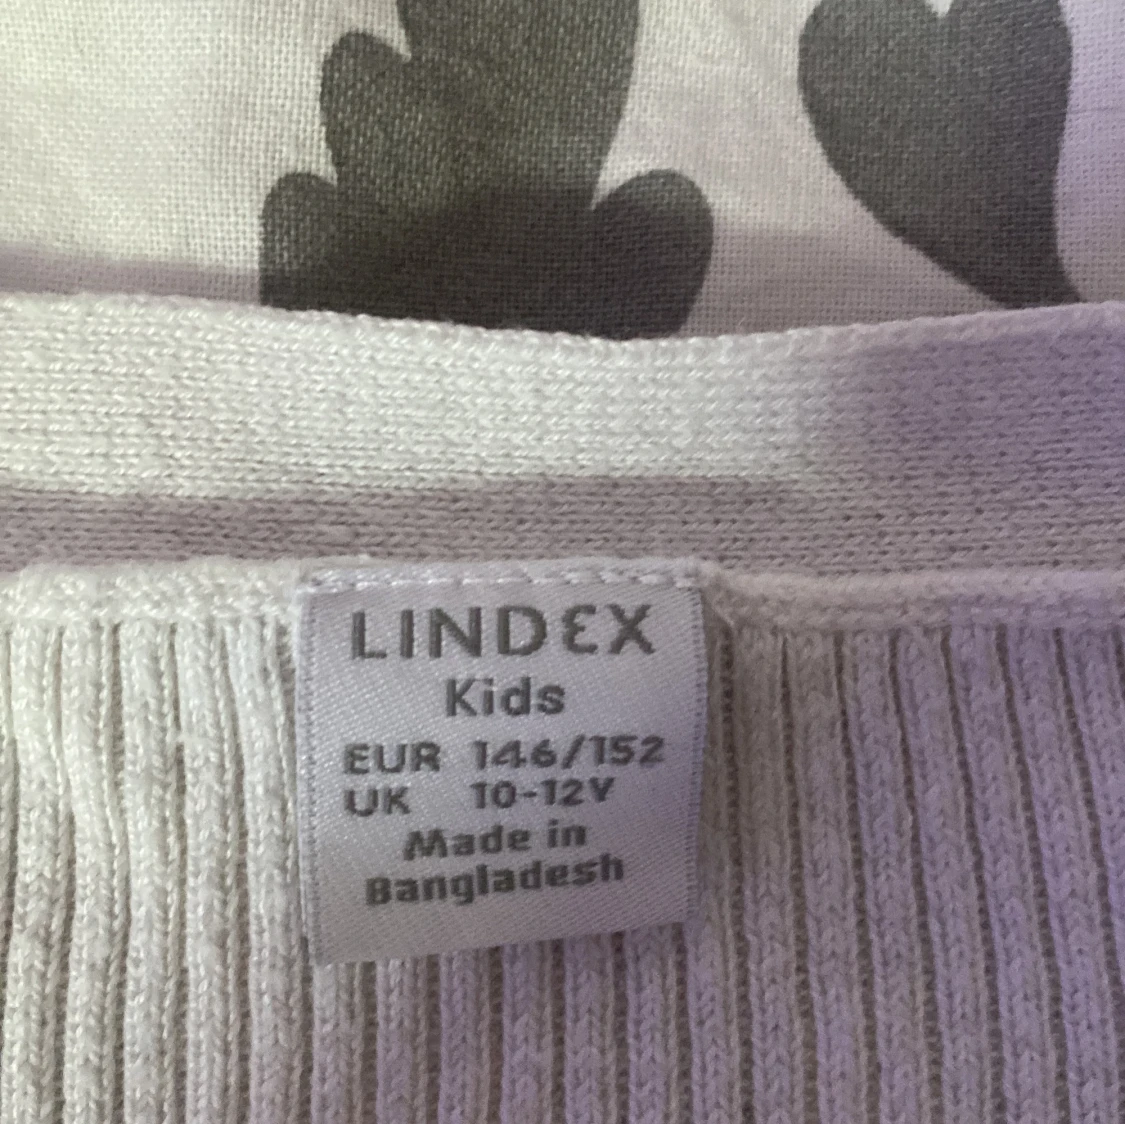 LINDEX
Kids
EUR 146/152
UK 10-12Y
Made in
Bangladesh